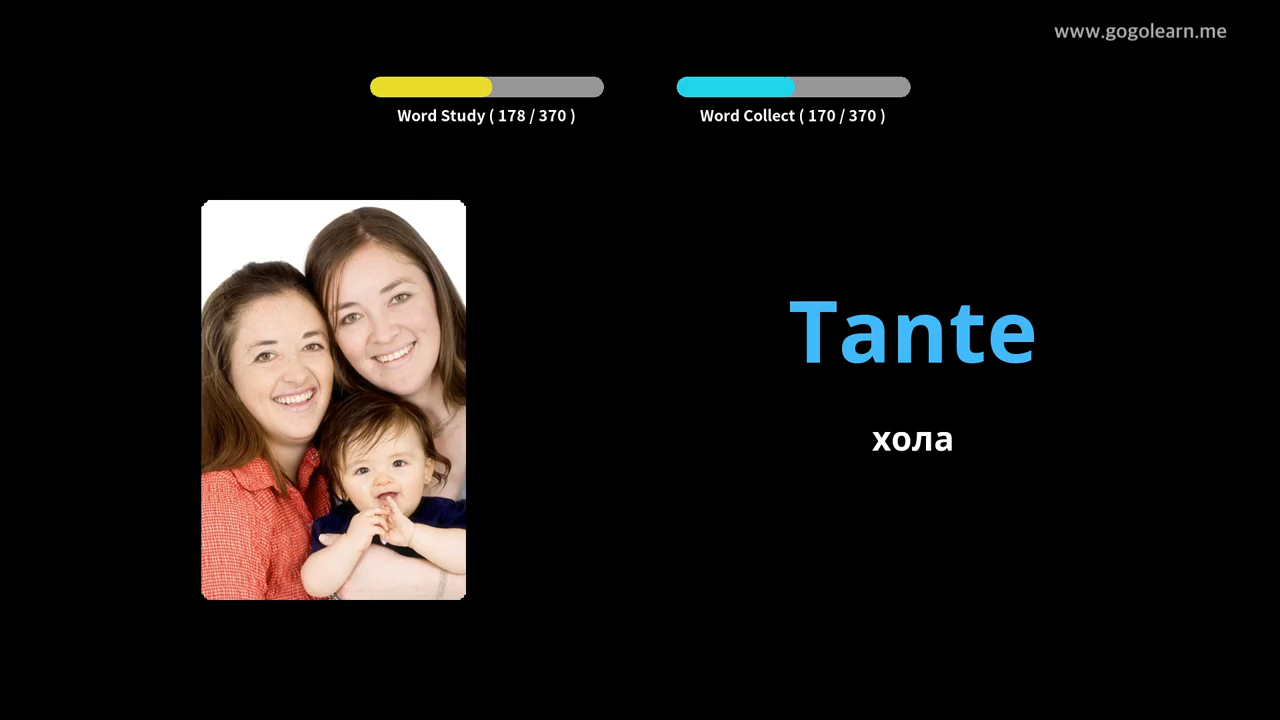 www.gogolearn.me
Word Study ( 178 / 370 )
Word Collect ( 170 / 370 )
Tante
хола